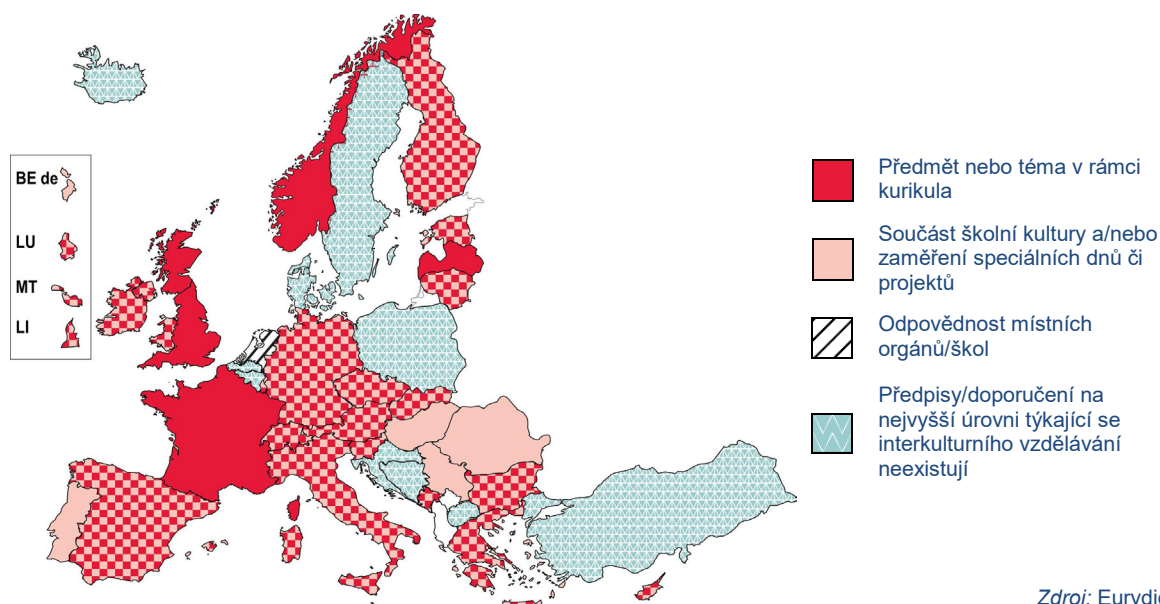 BE de
LU
MT
LI
Předmět nebo téma v rámci
kurikula
Součást školní kultury a/nebo
zaměření speciálních dnů či
projektů
Odpovědnost místních
orgánů/škol
Předpisy/doporučení na
nejvyšší úrovni týkající se
interkulturního vzdělávání
neexistují
Zdroj: Eurydic